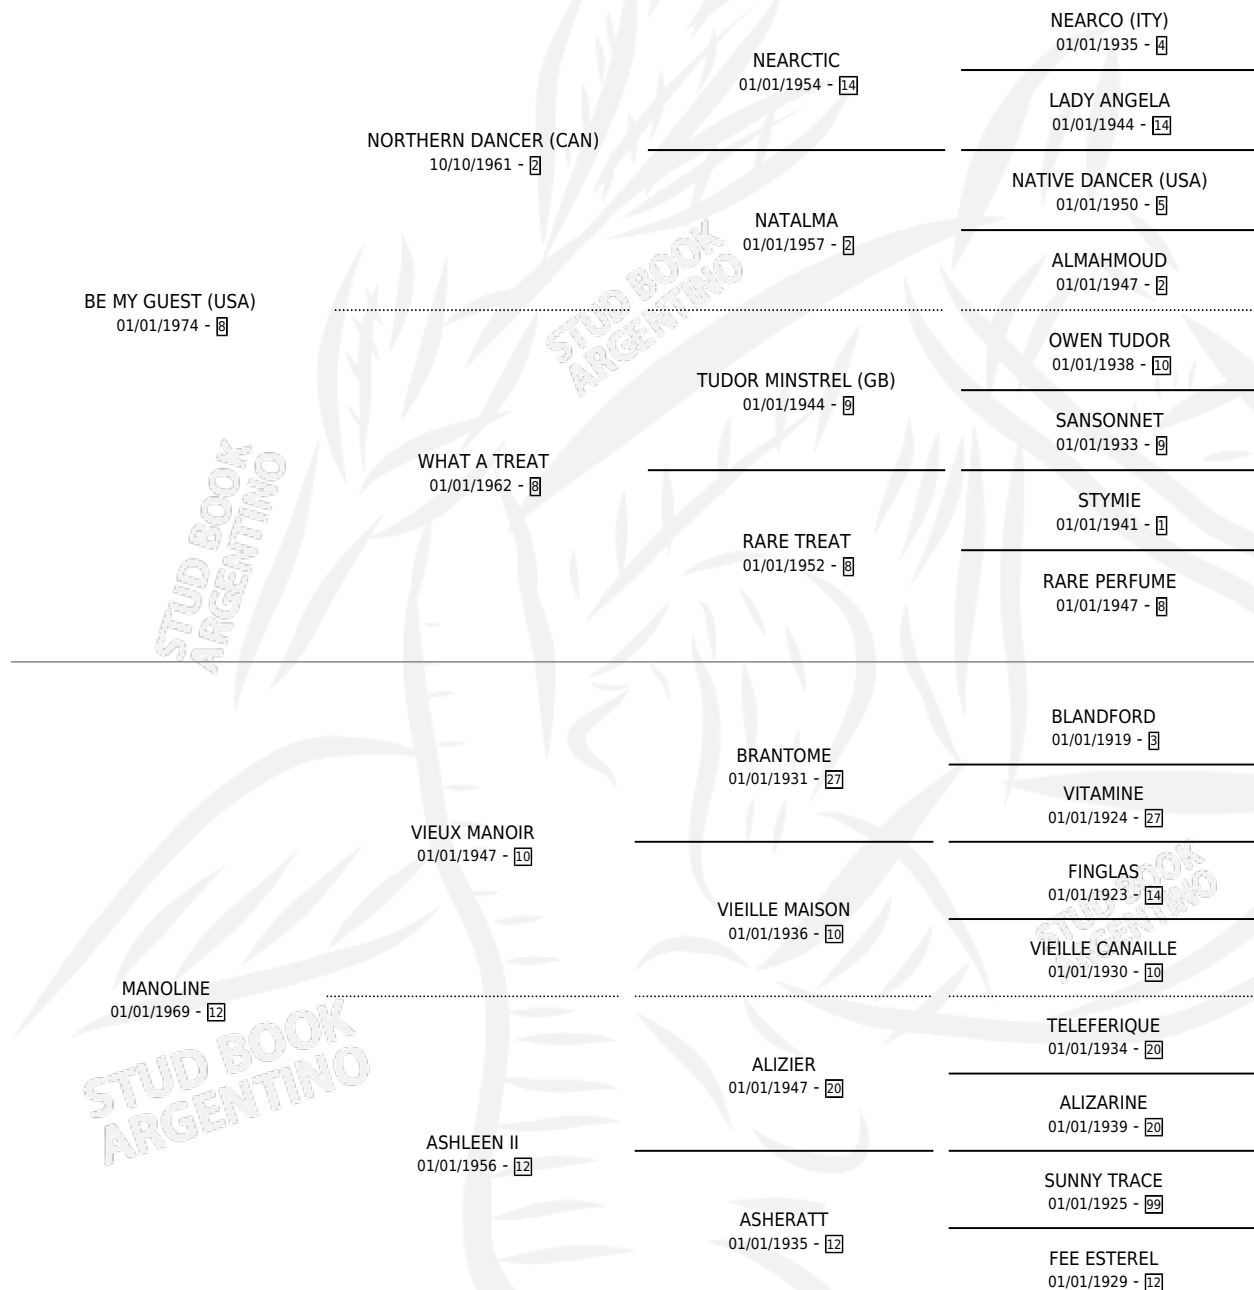 NEARCO (ITY)
01/01/1935 - 4
NEARCTIC
01/01/1954 - 14
LADY ANGELA
01/01/1944 - 14
NORTHERN DANCER (CAN)
10/10/1961 - 2
NATIVE DANCER (USA)
01/01/1950 - 5
NATALMA
01/01/1957 - 2
ALMAHMOUD
01/01/1947 - 2
BE MY GUEST (USA)
01/01/1974 - 8
OWEN TUDOR
01/01/1938 - 10
TUDOR MINSTREL (GB)
01/01/1944 - 9
SANSONNET
01/01/1933 - 9
WHAT A TREAT
01/01/1962 - 8
STYMIE
01/01/1941 - 1
RARE TREAT
01/01/1952 - 8
RARE PERFUME
01/01/1947 - 8
STUD BOOK
ARGENTINO
STUD BOOK
ARGENTINO
BLANDFORD
01/01/1919 - 3
BRANTOME
01/01/1931 - 27
VITAMINE
01/01/1924 - 27
VIEUX MANOIR
01/01/1947 - 10
FINGLAS
01/01/1923 - 14
VIEILLE MAISON
01/01/1936 - 10
VIEILLE CANAILLE
01/01/1930 - 10
STUD BOOK
ARGENTINO
MANOLINE
01/01/1969 - 12
TELEFERIQUE
01/01/1934 - 20
ALIZIER
01/01/1947 - 20
ALIZARINE
01/01/1939 - 20
ASHLEEN II
01/01/1956 - 12
SUNNY TRACE
01/01/1925 - 99
ASHERATT
01/01/1935 - 12
FEE ESTEREL
01/01/1929 - 12
STUD BOOK
ARGENTINO